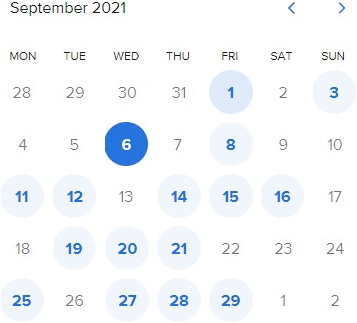 September 2021
MON TUE WED THU FRI SAT SUN
28 29 30 31 1 2 3
4 5 6 7 8 9 10
11 12 13 14 15 16 17
18 19 20 21 22 23 24
25 26 27 28 29 1 2